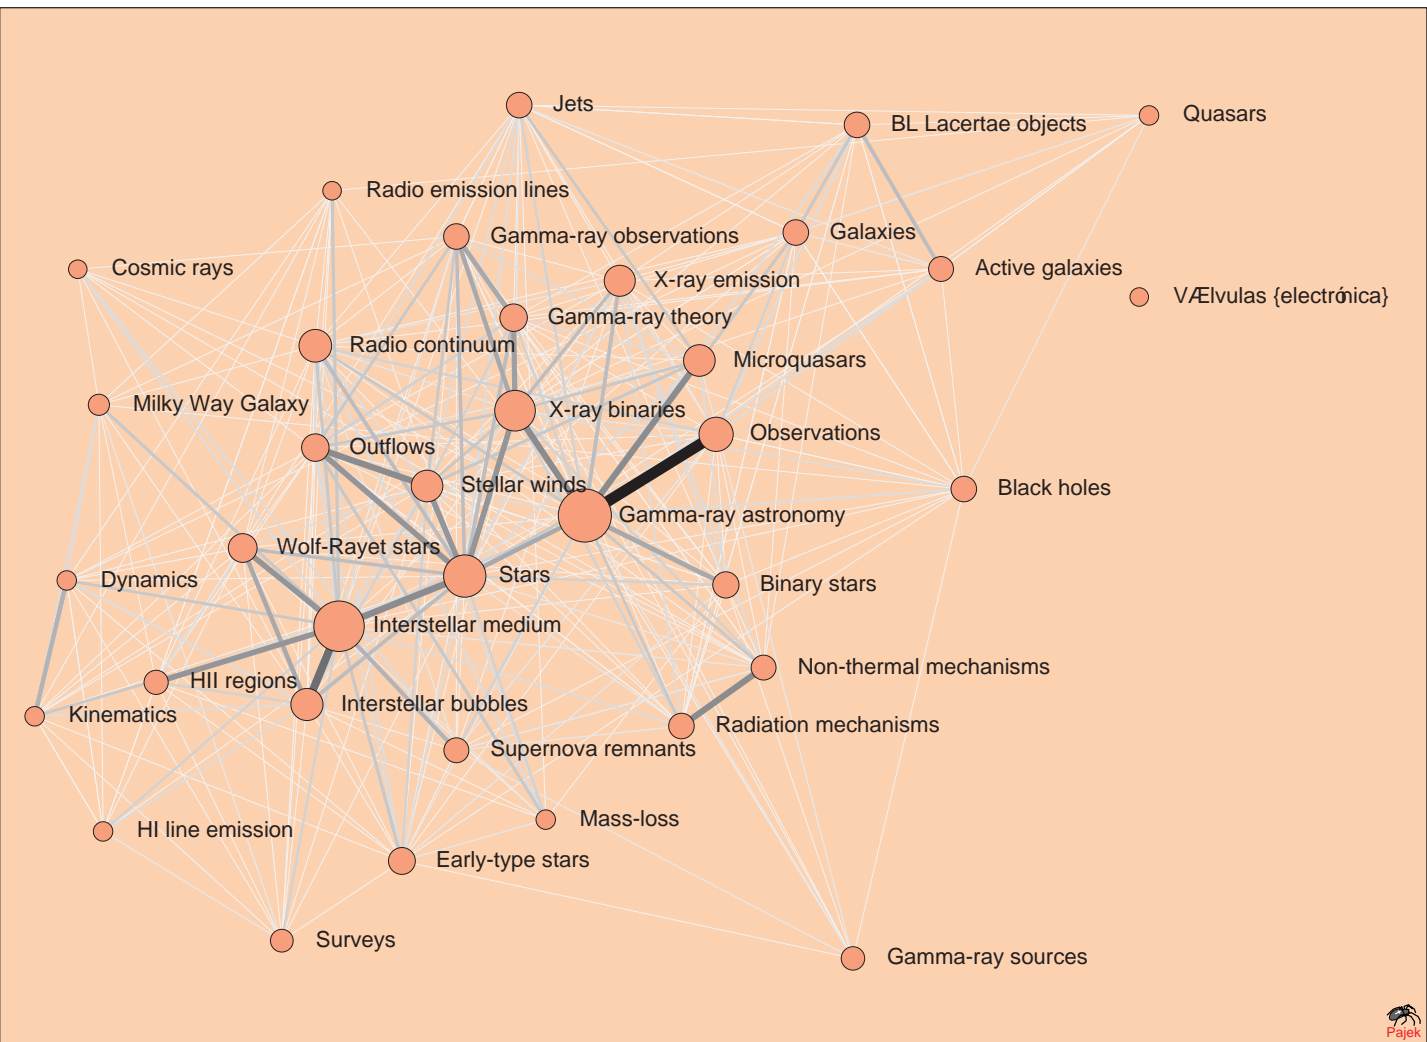 Jets
Quasars
BL Lacertae objects
Radio emission lines
Gamma-ray observations
Galaxies
Cosmic rays
Active galaxies
X-ray emission
VÆlvulas {electrónica}
Gamma-ray theory
Radio continuum
Microquasars
Milky Way Galaxy
X-ray binaries
Observations
Outflows
Stellar winds
Black holes
Gamma-ray astronomy
Wolf-Rayet stars
Stars
Dynamics
Binary stars
Interstellar medium
Non-thermal mechanisms
HII regions
Interstellar bubbles
Kinematics
Radiation mechanisms
Supernova remnants
Mass-loss
HI line emission
Early-type stars
Surveys
Gamma-ray sources
Pajek